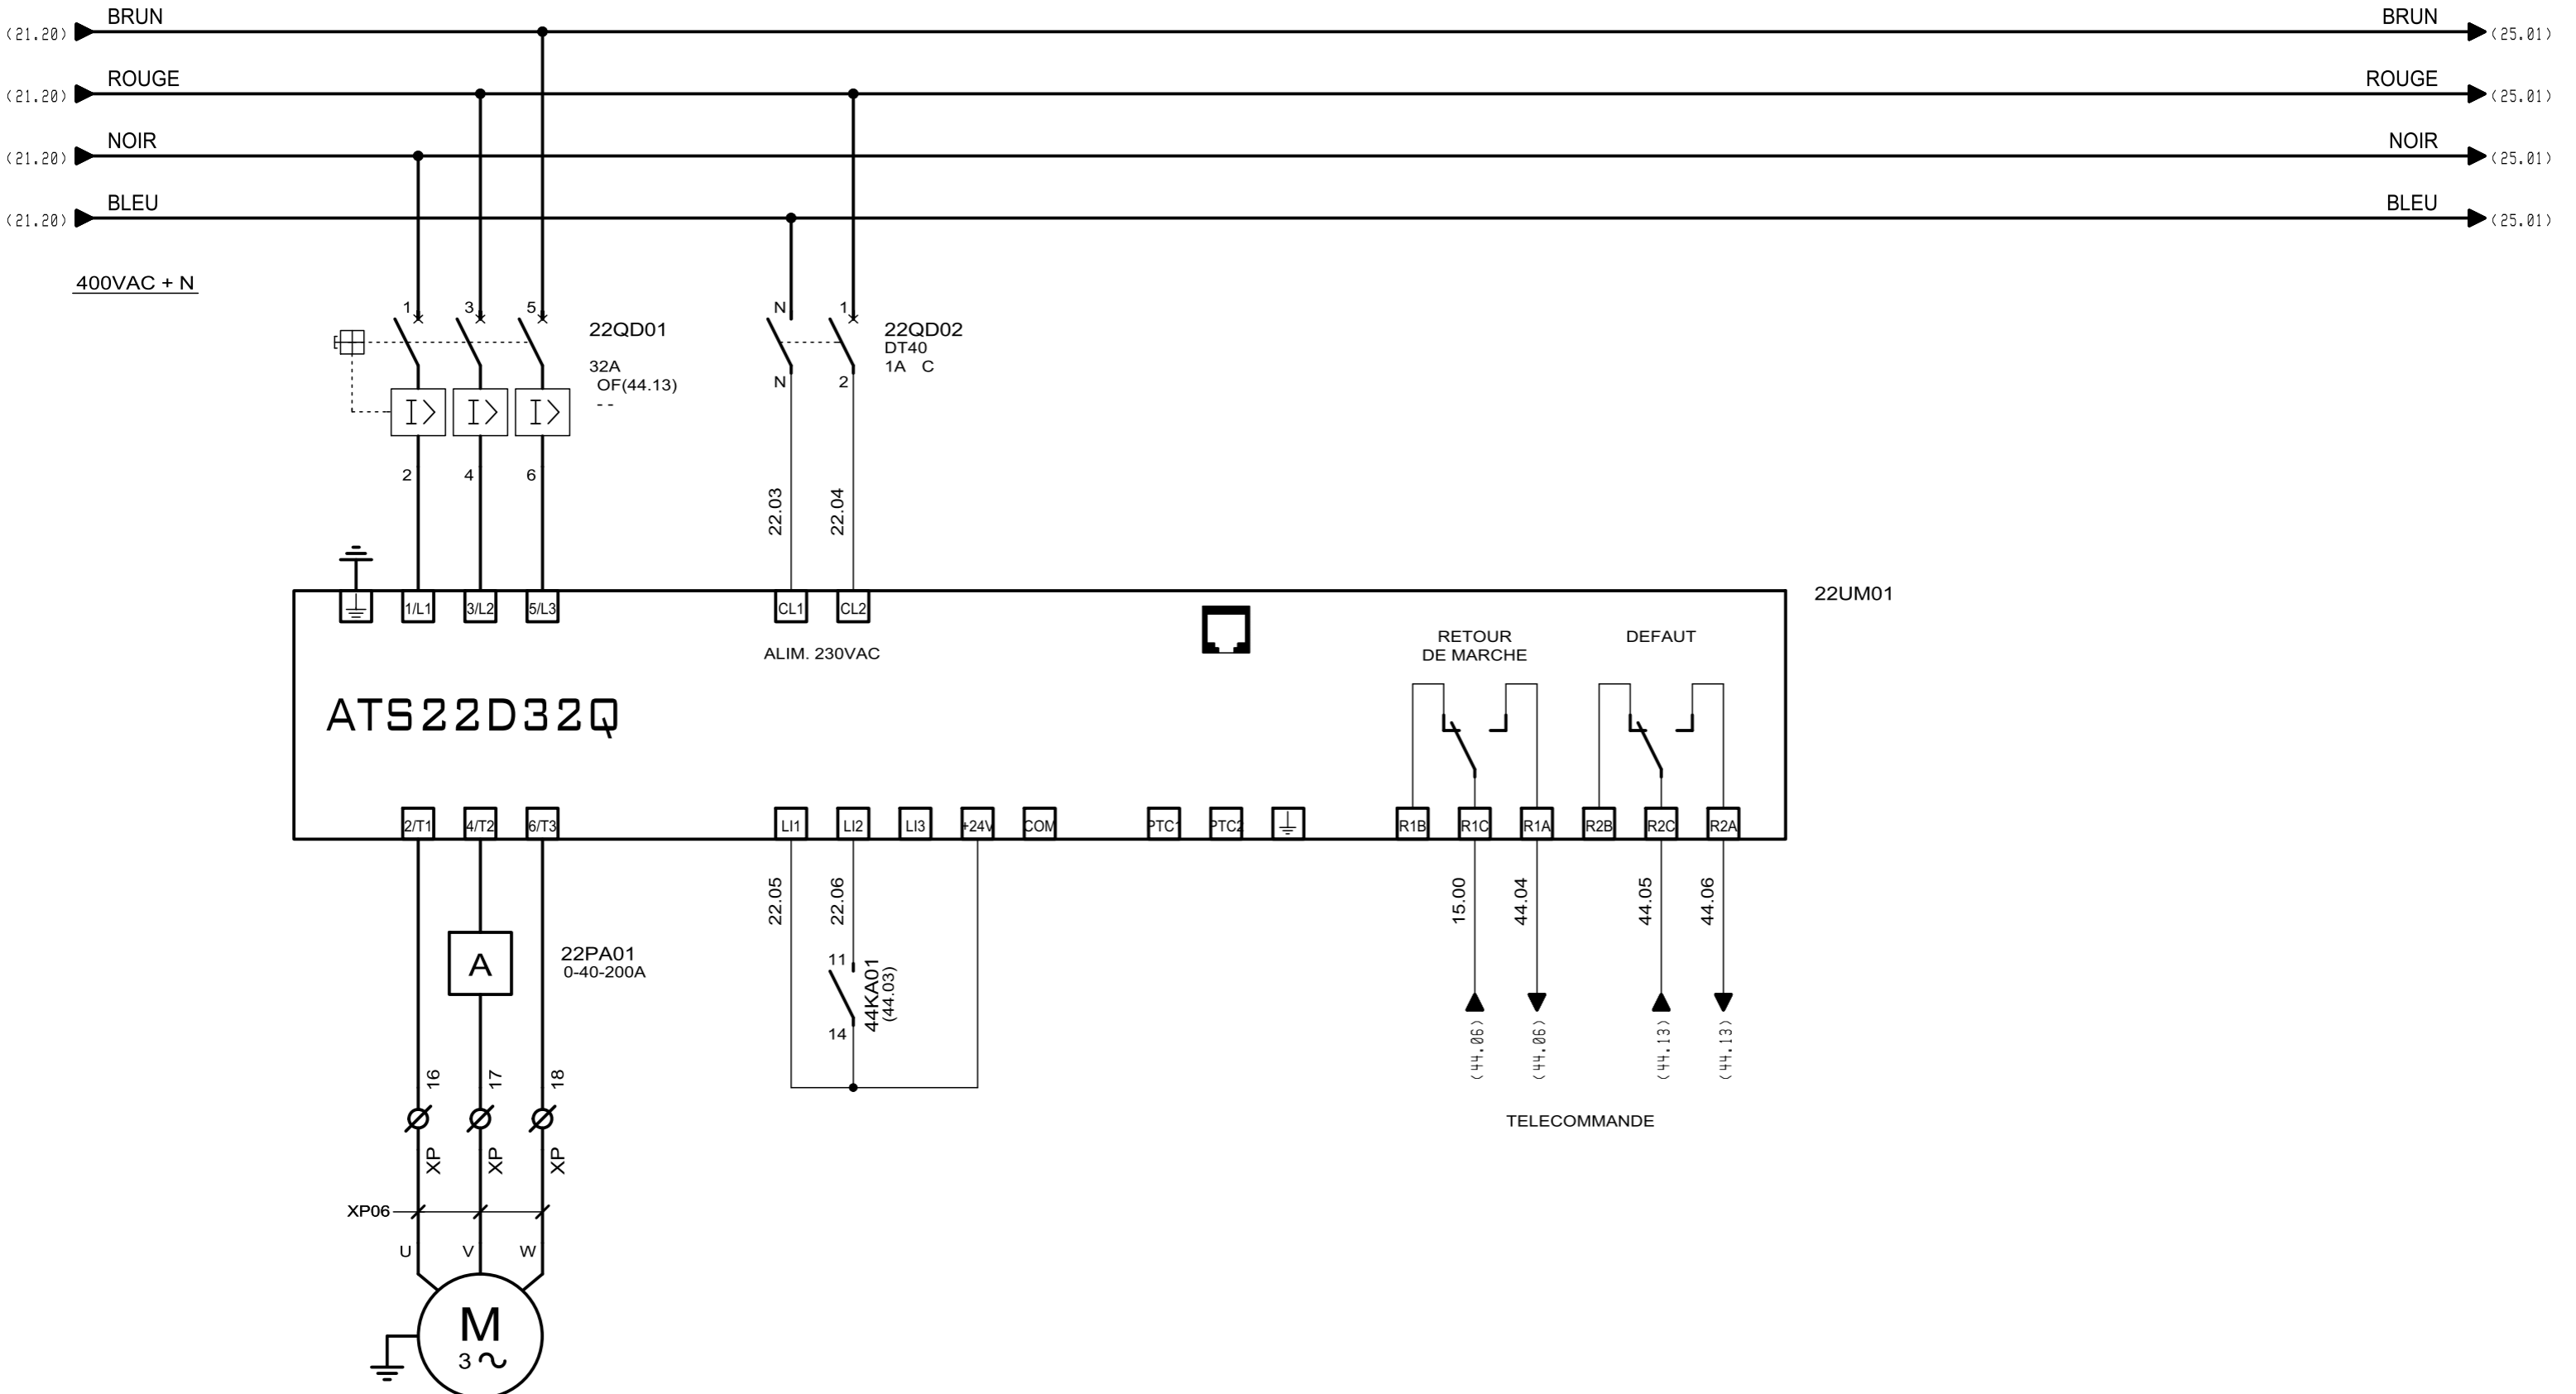 BRUN BRUN
(21.20) (25.01)
ROUGE ROUGE
(21.20) (25.01)
NOIR NOIR
(21.20) (25.01)
BLEU BLEU
(21.20) (25.01)
400VAC + N
1 3 5 N 1
22QD01 22QD02
DT40
32A 1A C
OF(44.13)
- -
I> I> I>
N 2
2 4 6
22.03 22.04
22UM01
1/L1 3/L2 5/L3 CL1 CL2
ALIM. 230VAC
RETOUR
DE MARCHE
DEFAUT
ATS22D32Q
2/T1 4/T2 6/T3 LI1 LI2 LI3 +24V COM PTC1 PTC2 R1B R1C R1A R2B R2C R2A
22.05 22.06 15.00 44.04 44.05 44.06
A
22PA01
0-40-200A
11
14
44KA01
(44.03)
(44.06) (44.06) (44.13) (44.13)
TELECOMMANDE
16 17 18
XP XP XP
XP06
U V W
M
3